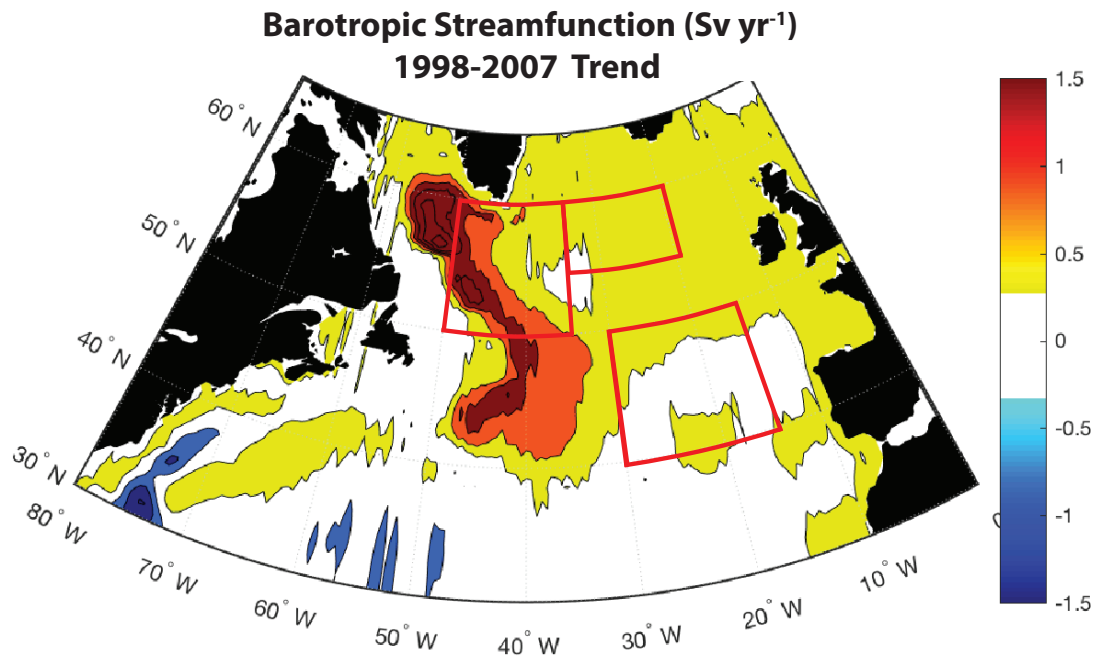 Barotropic Streamfunction (Sv yr⁻¹)
1998-2007 Trend
60° N
50° N
40° N
30° N
80° W
70° W
60° W
50° W
40° W
30° W
20° W
10° W
1.5
1
0.5
0
-0.5
-1
-1.5